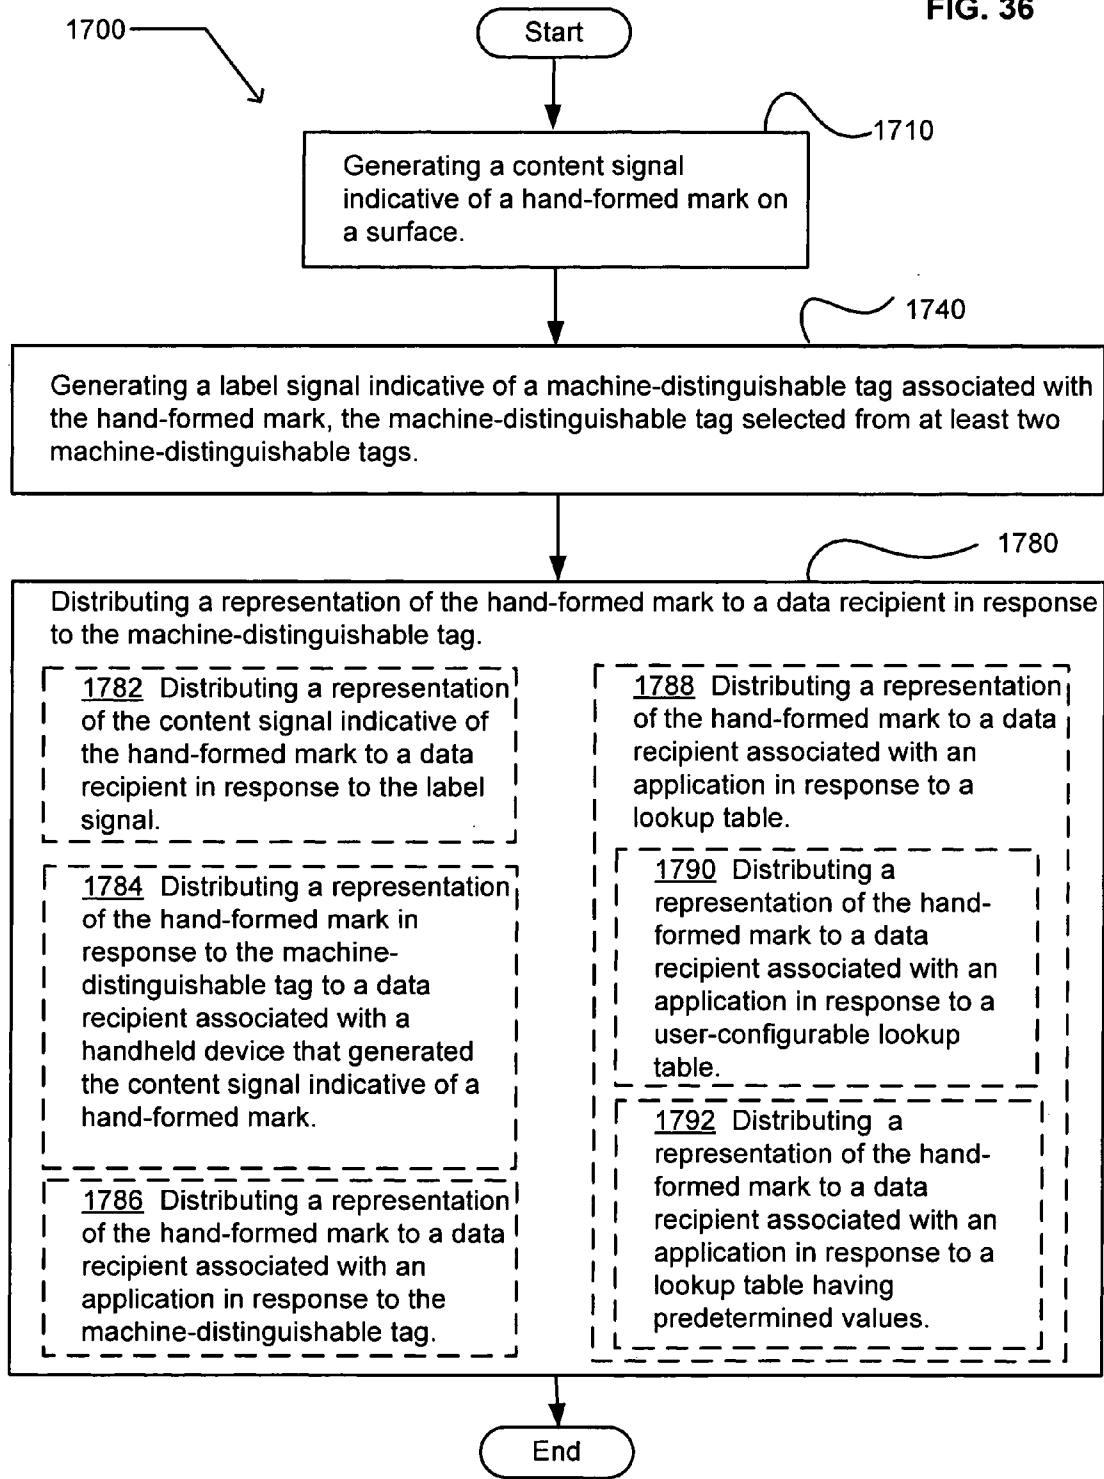 FIG. 36
1700
Start
1710
Generating a content signal
indicative of a hand-formed mark on
a surface.
1740
Generating a label signal indicative of a machine-distinguishable tag associated with
the hand-formed mark, the machine-distinguishable tag selected from at least two
machine-distinguishable tags.
1780
Distributing a representation of the hand-formed mark to a data recipient in response
to the machine-distinguishable tag.
1782 Distributing a representation
of the content signal indicative of
the hand-formed mark to a data
recipient in response to the label
signal.
1784 Distributing a representation
of the hand-formed mark in
response to the machine-
distinguishable tag to a data
recipient associated with a
handheld device that generated
the content signal indicative of a
hand-formed mark.
1786 Distributing a representation
of the hand-formed mark to a data
recipient associated with an
application in response to the
machine-distinguishable tag.
1788 Distributing a representation
of the hand-formed mark to a data
recipient associated with an
application in response to a
lookup table.
1790 Distributing a
representation of the hand-
formed mark to a data
recipient associated with an
application in response to a
user-configurable lookup
table.
1792 Distributing a
representation of the hand-
formed mark to a data
recipient associated with an
application in response to a
lookup table having
predetermined values.
End